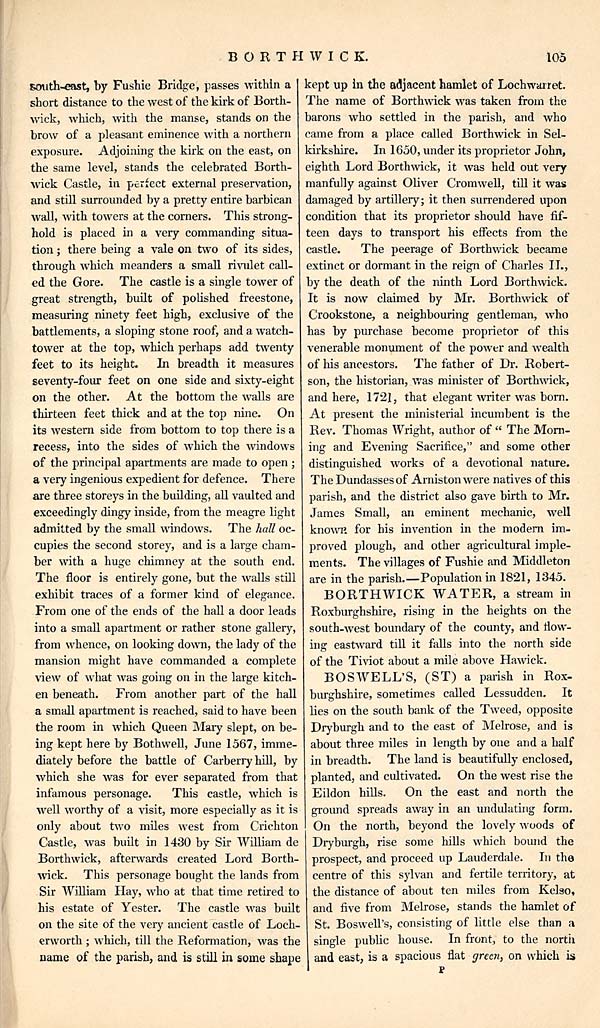 BORTHWICK.
105
south-east, by Fushie Bridge, passes within a
short distance to the west of the kirk of Borth-
wick, which, with the manse, stands on the
brow of a pleasant eminence with a northern
exposure. Adjoining the kirk on the east, on
the same level, stands the celebrated Borth-
wick Castle, in perfect external preservation,
and still surrounded by a pretty entire barbican
wall, with towers at the corners. This strong-
hold is placed in a very commanding situa-
tion; there being a vale on two of its sides,
through which meanders a small rivulet call-
ed the Gore. The castle is a single tower of
great strength, built of polished freestone,
measuring ninety feet high, exclusive of the
battlements, a sloping stone roof, and a watch-
tower at the top, which perhaps add twenty
feet to its height. In breadth it measures
seventy-four feet on one side and sixty-eight
on the other. At the bottom the walls are
thirteen feet thick and at the top nine. On
its western side from bottom to top there is a
recess, into the sides of which the windows
of the principal apartments are made to open;
a very ingenious expedient for defence. There
are three storeys in the building, all vaulted and
exceedingly dingy inside, from the meagre light
admitted by the small windows. The hall oc-
cupies the second storey, and is a large cham-
ber with a huge chimney at the south end.
The floor is entirely gone, but the walls still
exhibit traces of a former kind of elegance.
From one of the ends of the hall a door leads
into a small apartment or rather stone gallery,
from whence, on looking down, the lady of the
mansion might have commanded a complete
view of what was going on in the large kitch-
en beneath. From another part of the hall
a small apartment is reached, said to have been
the room in which Queen Mary slept, on be-
ing kept here by Bothwell, June 1567, imme-
diately before the battle of Carberry hill, by
which she was for ever separated from that
infamous personage. This castle, which is
well worthy of a visit, more especially as it is
only about two miles west from Crichton
Castle, was built in 1430 by Sir William de
Borthwick, afterwards created Lord Borth-
wick. This personage bought the lands from
Sir William Hay, who at that time retired to
his estate of Yester. The castle was built
on the site of the very ancient castle of Loch-
erworth; which, till the Reformation, was the
name of the parish, and is still in some shape
kept up in the adjacent hamlet of Lochwarret.
The name of Borthwick was taken from the
barons who settled in the parish, and who
came from a place called Borthwick in Sel-
kirkshire. In 1650, under its proprietor John,
eighth Lord Borthwick, it was held out very
manfully against Oliver Cromwell, till it was
damaged by artillery; it then surrendered upon
condition that its proprietor should have fif-
teen days to transport his effects from the
castle. The peerage of Borthwick became
extinct or dormant in the reign of Charles II.,
by the death of the ninth Lord Borthwick.
It is now claimed by Mr. Borthwick of
Crookstone, a neighbouring gentleman, who
has by purchase become proprietor of this
venerable monument of the power and wealth
of his ancestors. The father of Dr. Robert-
son, the historian, was minister of Borthwick,
and here, 1721, that elegant writer was born.
At present the ministerial incumbent is the
Rev. Thomas Wright, author of " The Morn-
ing and Evening Sacrifice," and some other
distinguished works of a devotional nature.
The Dundasses of Arniston were natives of this
parish, and the district also gave birth to Mr.
James Small, an eminent mechanic, well
known for his invention in the modern im-
proved plough, and other agricultural imple-
ments. The villages of Fushie and Middleton
are in the parish.—Population in 1821, 1345.
BORTHWICK WATER, a stream in
Roxburghshire, rising in the heights on the
south-west boundary of the county, and flow-
ing eastward till it falls into the north side
of the Tiviot about a mile above Hawick.
BOSWELL'S, (ST) a parish in Rox-
burghshire, sometimes called Lessudden. It
lies on the south bank of the Tweed, opposite
Dryburgh and to the east of Melrose, and is
about three miles in length by one and a half
in breadth. The land is beautifully enclosed,
planted, and cultivated. On the west rise the
Eildon hills. On the east and north the
ground spreads away in an undulating form.
On the north, beyond the lovely woods of
Dryburgh, rise some hills which bound the
prospect, and proceed up Lauderdale. In the
centre of this sylvan and fertile territory, at
the distance of about ten miles from Kelso,
and five from Melrose, stands the hamlet of
St. Boswell's, consisting of little else than a
single public house. In front, to the north
and east, is a spacious flat green, on which is
P